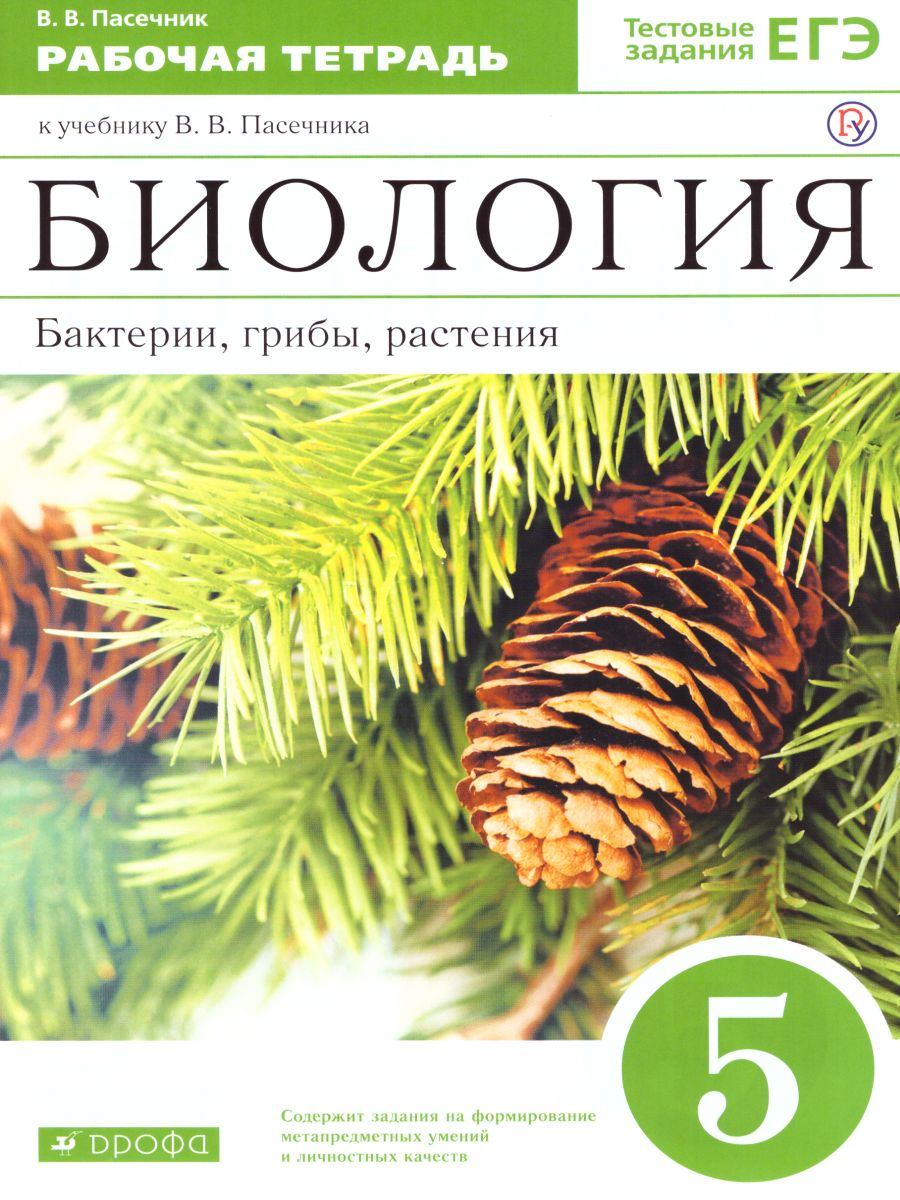 В. В. Пасечник
РАБОЧАЯ ТЕТРАДЬ
Тестовые
задания ЕГЭ
к учебнику В. В. Пасечника
РУ
БИОЛОГИЯ
Бактерии, грибы, растения
5
Содержит задания на формирование
метапредметных умений
и личностных качеств
ДРОФА